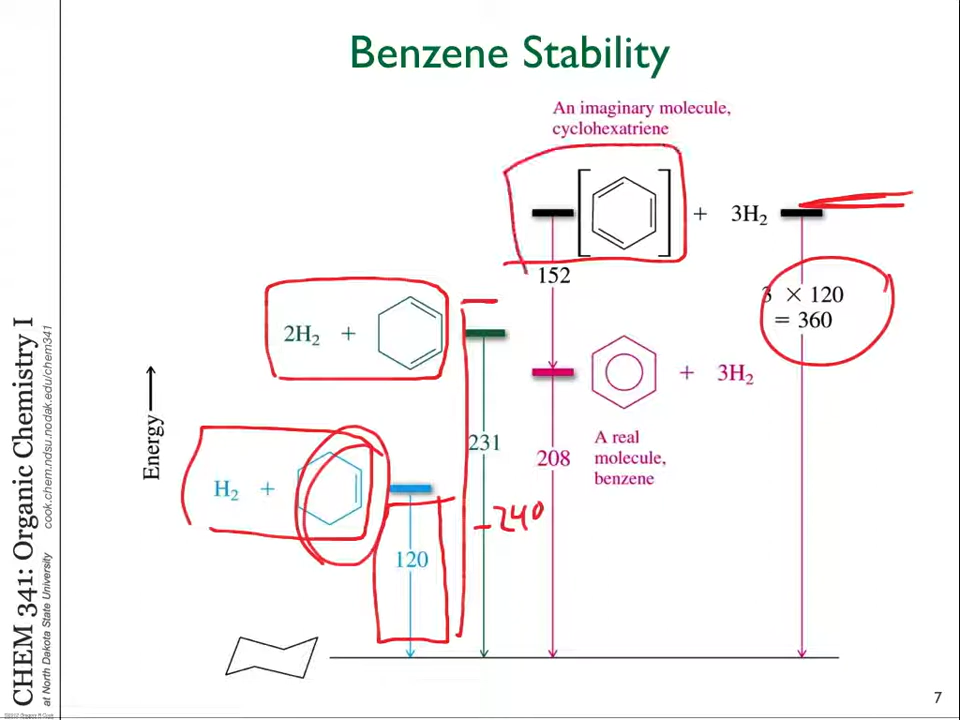 Benzene Stability
An imaginary molecule,
cyclohexatriene
+ 3H₂
152
3 × 120
= 360
2H₂ +
+ 3H₂
231
208
A real
molecule,
benzene
Energy
H₂ +
-240
120
CHEM 341: Organic Chemistry I
at North Dakota State University cook.chem.ndsu.nodak.edu/chem341
7